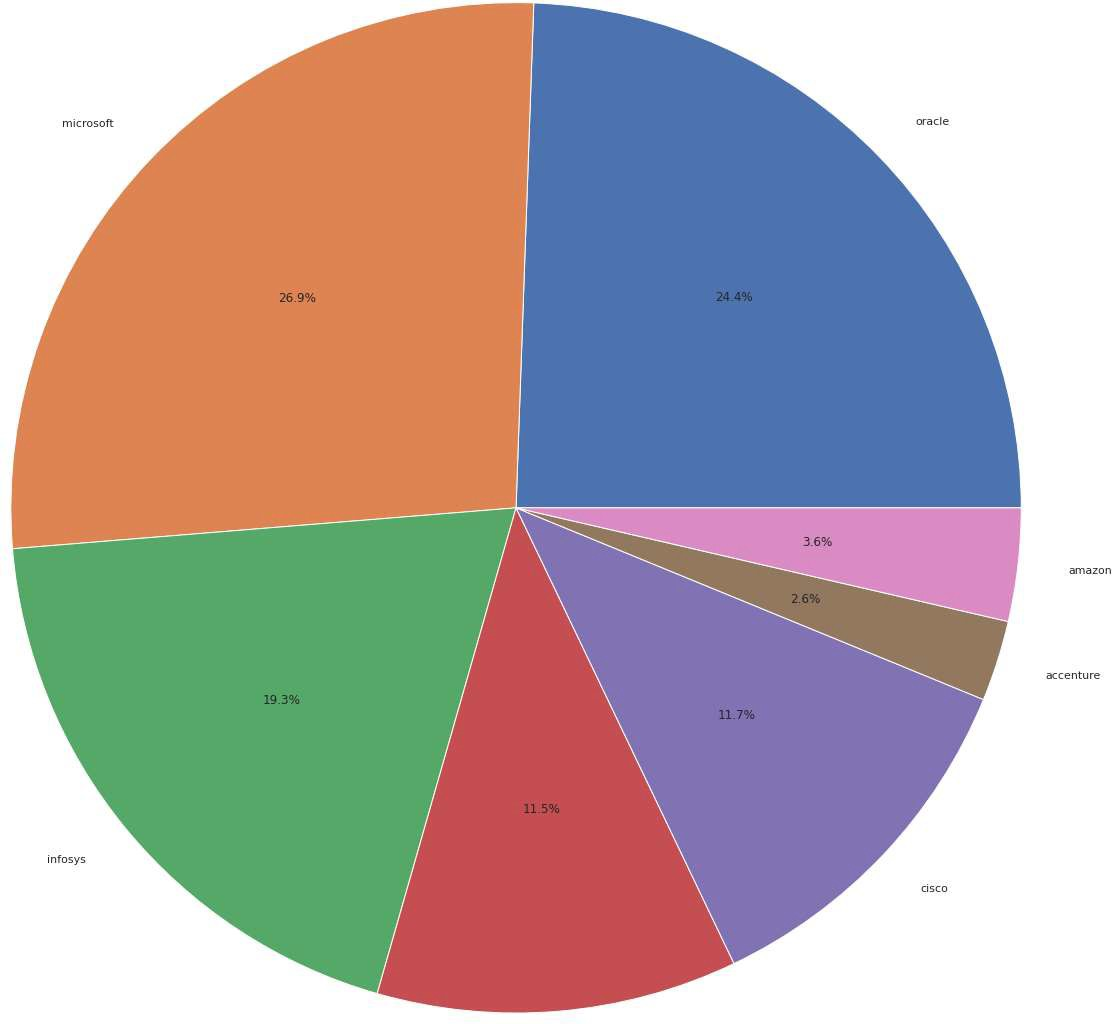 oracle
microsoft
24.4%
26.9%
3.6%
amazon
2.6%
accenture
19.3%
11.7%
11.5%
infosys
cisco